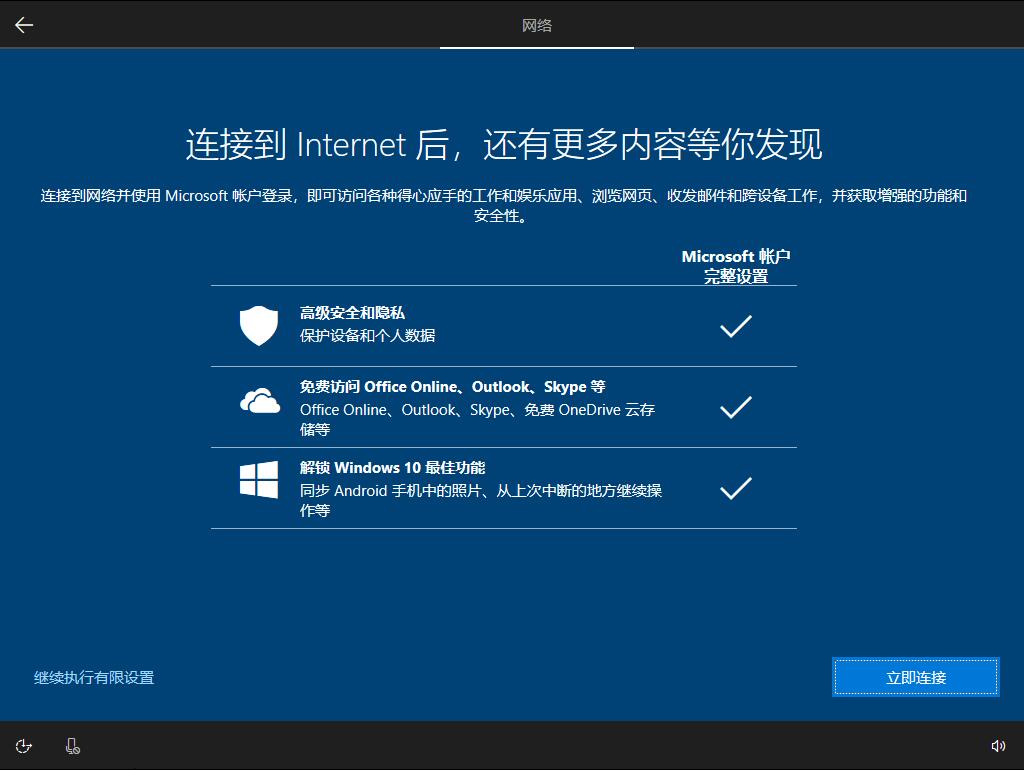 网络
连接到 Internet 后，还有更多内容等你发现
连接到网络并使用 Microsoft 帐户登录，即可访问各种得心应手的工作和娱乐应用、浏览网页、收发邮件和跨设备工作，并获取增强的功能和
安全性。
Microsoft 帐户
完整设置
高级安全和隐私
保护设备和个人数据
免费访问 Office Online、Outlook、Skype 等
Office Online、Outlook、Skype、免费 OneDrive 云存
储等
解锁 Windows 10 最佳功能
同步 Android 手机中的照片、从上次中断的地方继续操
作等
继续执行有限设置
立即连接